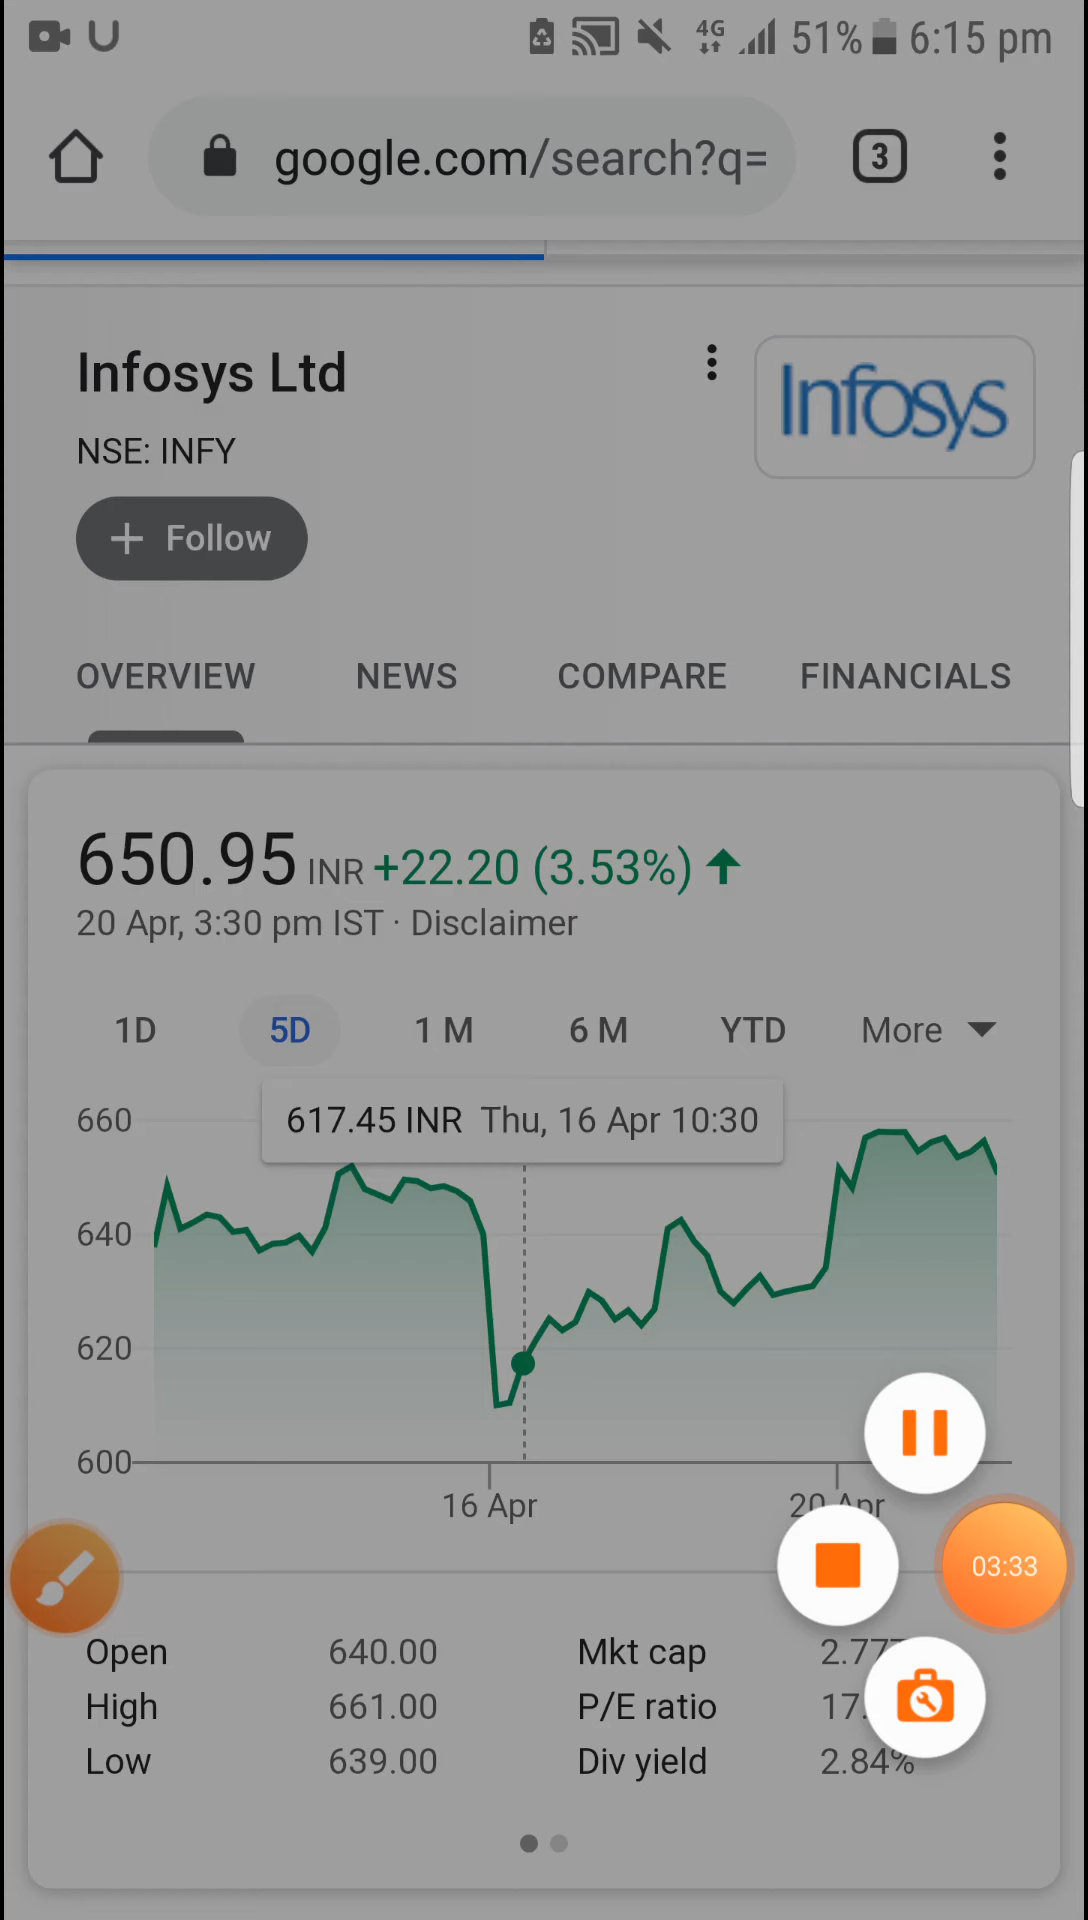 4G 51% 6:15 pm
google.com/search?q= 3
Infosys Ltd
Infosys
NSE: INFY
+ Follow
OVERVIEW NEWS COMPARE FINANCIALS
650.95 INR +22.20 (3.53%)
20 Apr, 3:30 pm IST · Disclaimer
1D 5D 1 M 6 M YTD More
617.45 INR Thu, 16 Apr 10:30
660
640
620
600
16 Apr 20 Apr
03:33
Open 640.00 Mkt cap
High 661.00 P/E ratio
Low 639.00 Div yield 2.84%